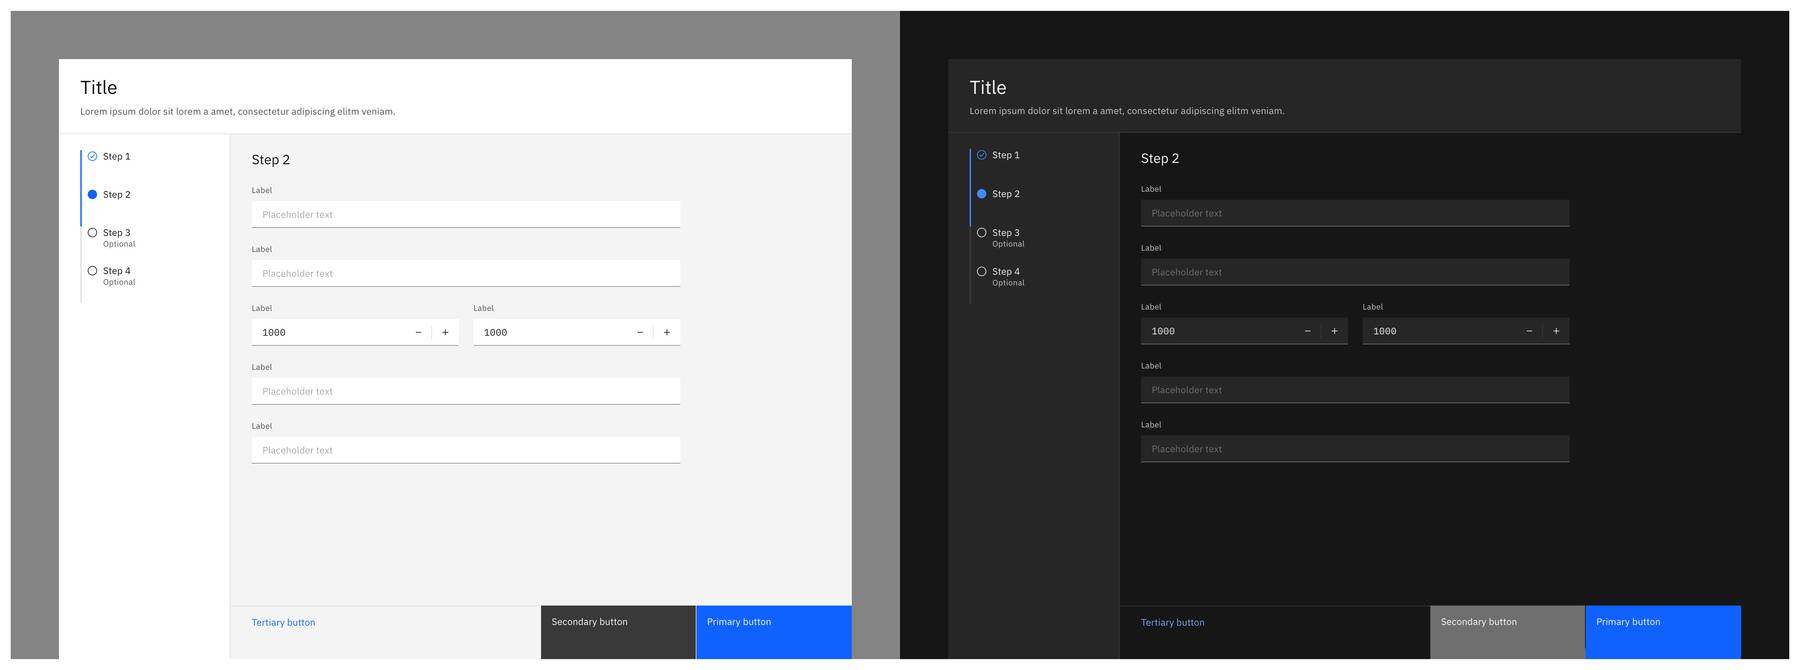 Title
Lorem ipsum dolor sit lorem a amet, consectetur adipiscing elitm veniam.
Step 1
Step 2
Step 3
Optional
Step 4
Optional
Step 2
Label
Placeholder text
Label
Placeholder text
Label Label
1000 − + 1000 − +
Label
Placeholder text
Label
Placeholder text
Tertiary button Secondary button Primary button
Title
Lorem ipsum dolor sit lorem a amet, consectetur adipiscing elitm veniam.
Step 1
Step 2
Step 3
Optional
Step 4
Optional
Step 2
Label
Placeholder text
Label
Placeholder text
Label Label
1000 − + 1000 − +
Label
Placeholder text
Label
Placeholder text
Tertiary button Secondary button Primary button